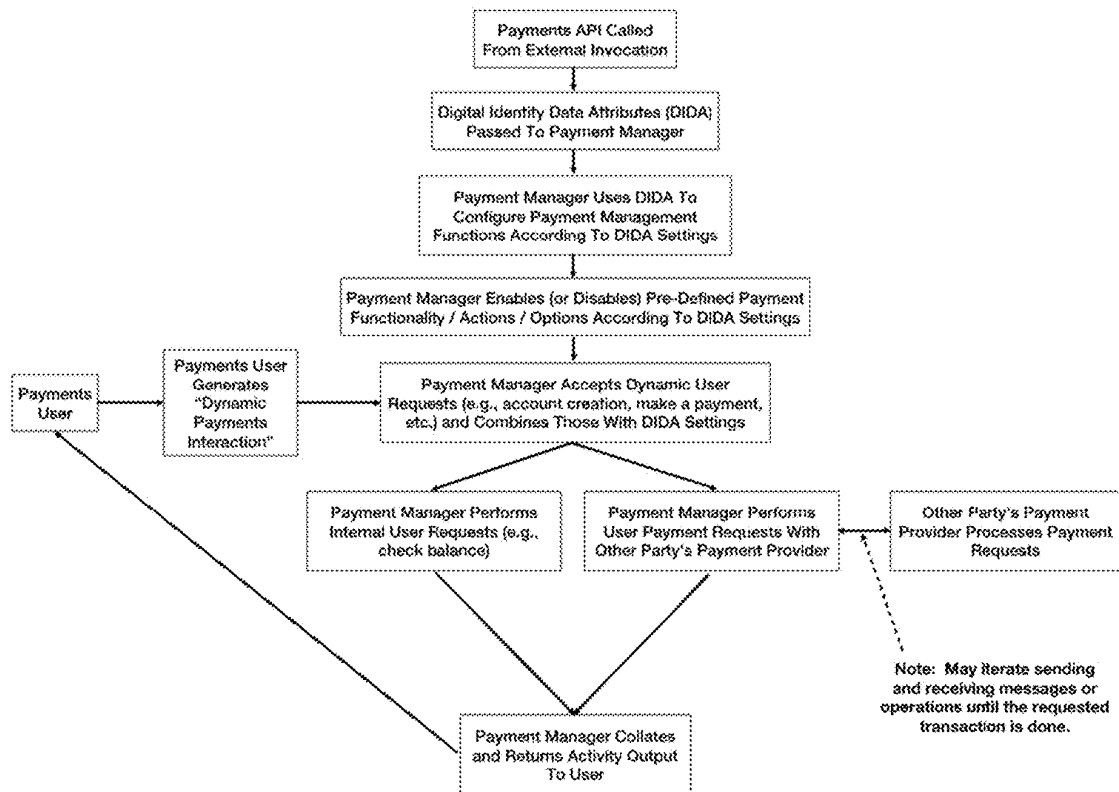 Payments API Called
From External Invocation
Digital Identity Data Attributes (DIDA)
Passed To Payment Manager
Payment Manager Uses DIDA To
Configure Payment Management
Functions According To DIDA Settings
Payment Manager Enables (or Disables) Pre-Defined Payment
Functionality / Actions / Options According To DIDA Settings
Payments
User
Payments User
Generates
"Dynamic
Payments
Interaction"
Payment Manager Accepts Dynamic User
Requests (e.g., account creation, make a payment,
etc.) and Combines Those With DIDA Settings
Payment Manager Performs
Internal User Requests (e.g.,
check balance)
Payment Manager Performs
User Payment Requests With
Other Party's Payment Provider
Other Party's Payment
Provider Processes Payment
Requests
Note: May iterate sending
and receiving messages or
operations until the requested
transaction is done.
Payment Manager Collates
and Returns Activity Output
To User